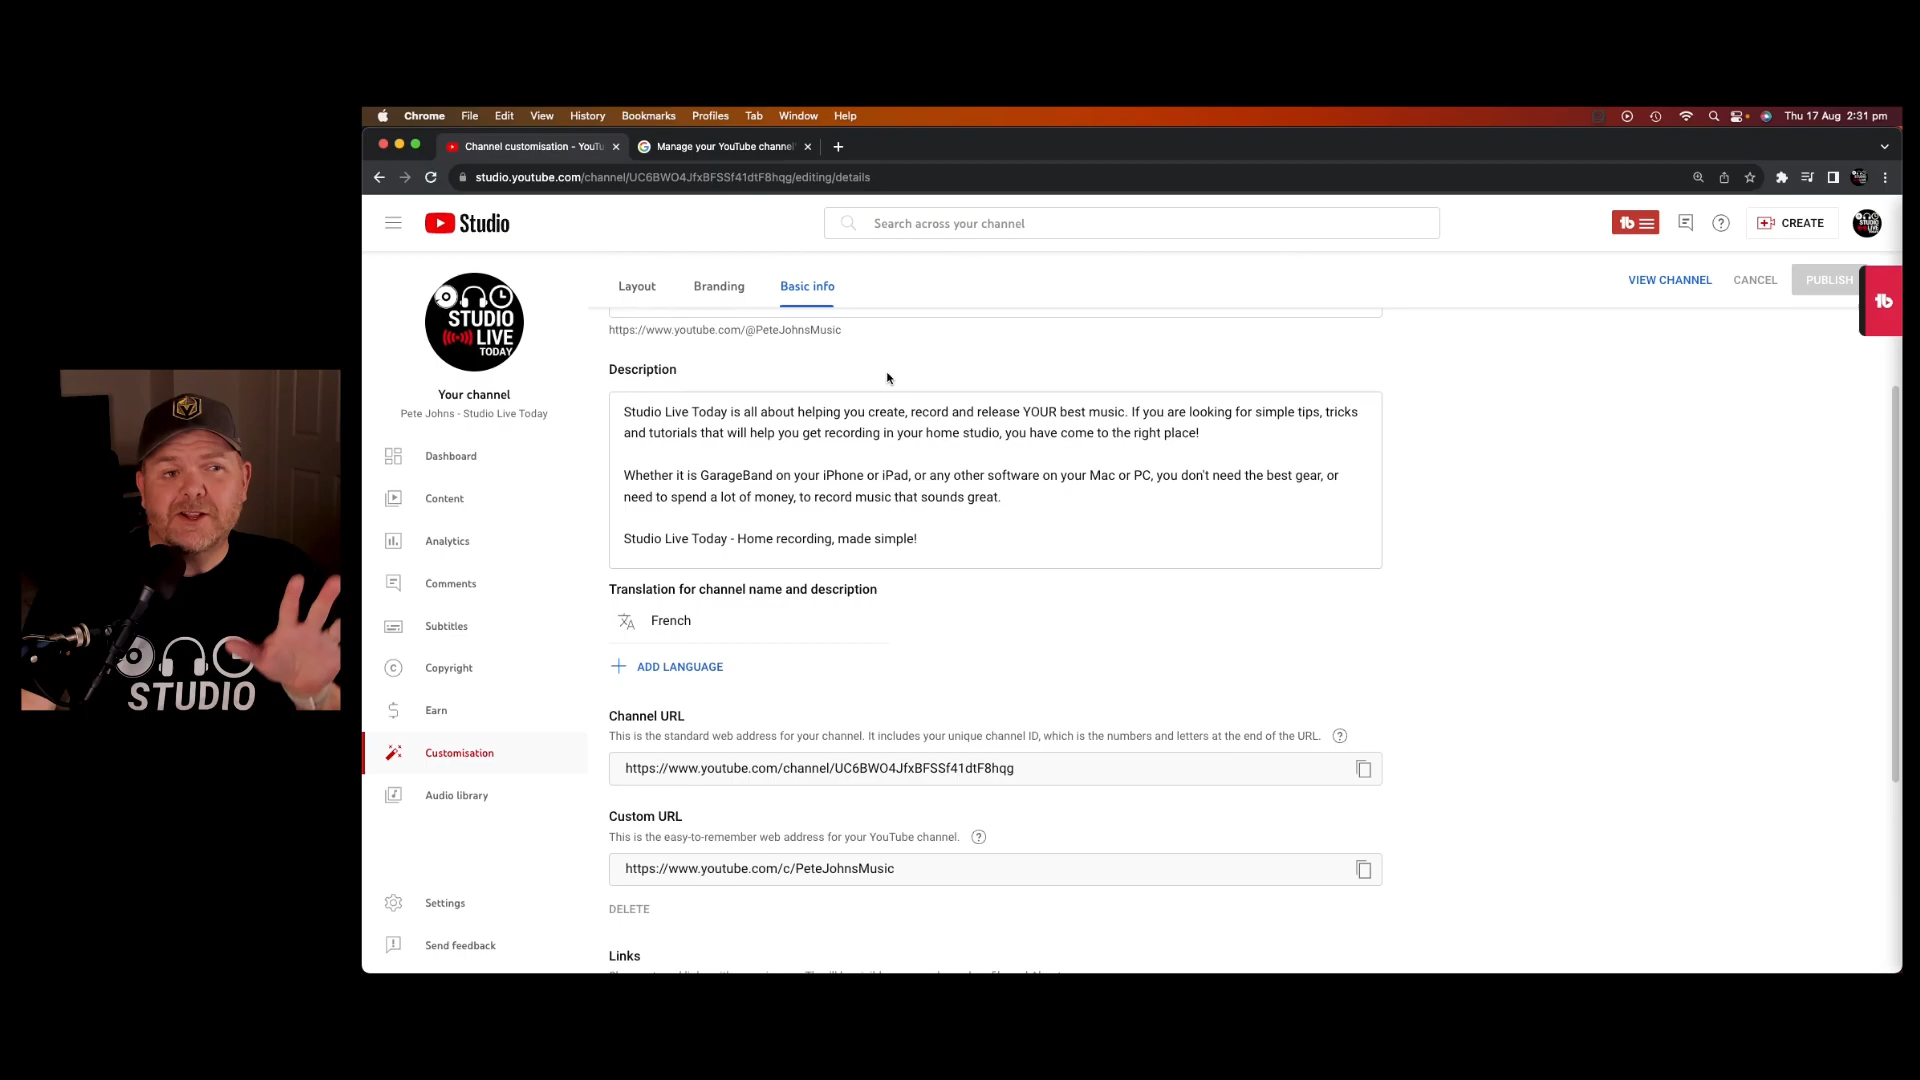 Chrome File Edit View History Bookmarks Profiles Tab Window Help
Thu 17 Aug 2:31 pm
Channel customisation - YouTu
Manage your YouTube channel
studio.youtube.com/channel/UC6BWO4JfxBFSSf41dtF8hqg/editing/details
Studio
Search across your channel
CREATE
STUDIO
LIVE
TODAY
Your channel
Pete Johns - Studio Live Today
Dashboard
Content
Analytics
Comments
Subtitles
Copyright
Earn
Customisation
Audio library
Settings
Send feedback
Layout
Branding
Basic info
VIEW CHANNEL
CANCEL
PUBLISH
https://www.youtube.com/@PeteJohnsMusic
Description
Studio Live Today is all about helping you create, record and release YOUR best music. If you are looking for simple tips, tricks
and tutorials that will help you get recording in your home studio, you have come to the right place!
Whether it is GarageBand on your iPhone or iPad, or any other software on your Mac or PC, you don't need the best gear, or
need to spend a lot of money, to record music that sounds great.
Studio Live Today - Home recording, made simple!
Translation for channel name and description
French
ADD LANGUAGE
Channel URL
This is the standard web address for your channel. It includes your unique channel ID, which is the numbers and letters at the end of the URL.
https://www.youtube.com/channel/UC6BWO4JfxBFSSf41dtF8hqg
Custom URL
This is the easy-to-remember web address for your YouTube channel.
https://www.youtube.com/c/PeteJohnsMusic
DELETE
Links
STUDIO